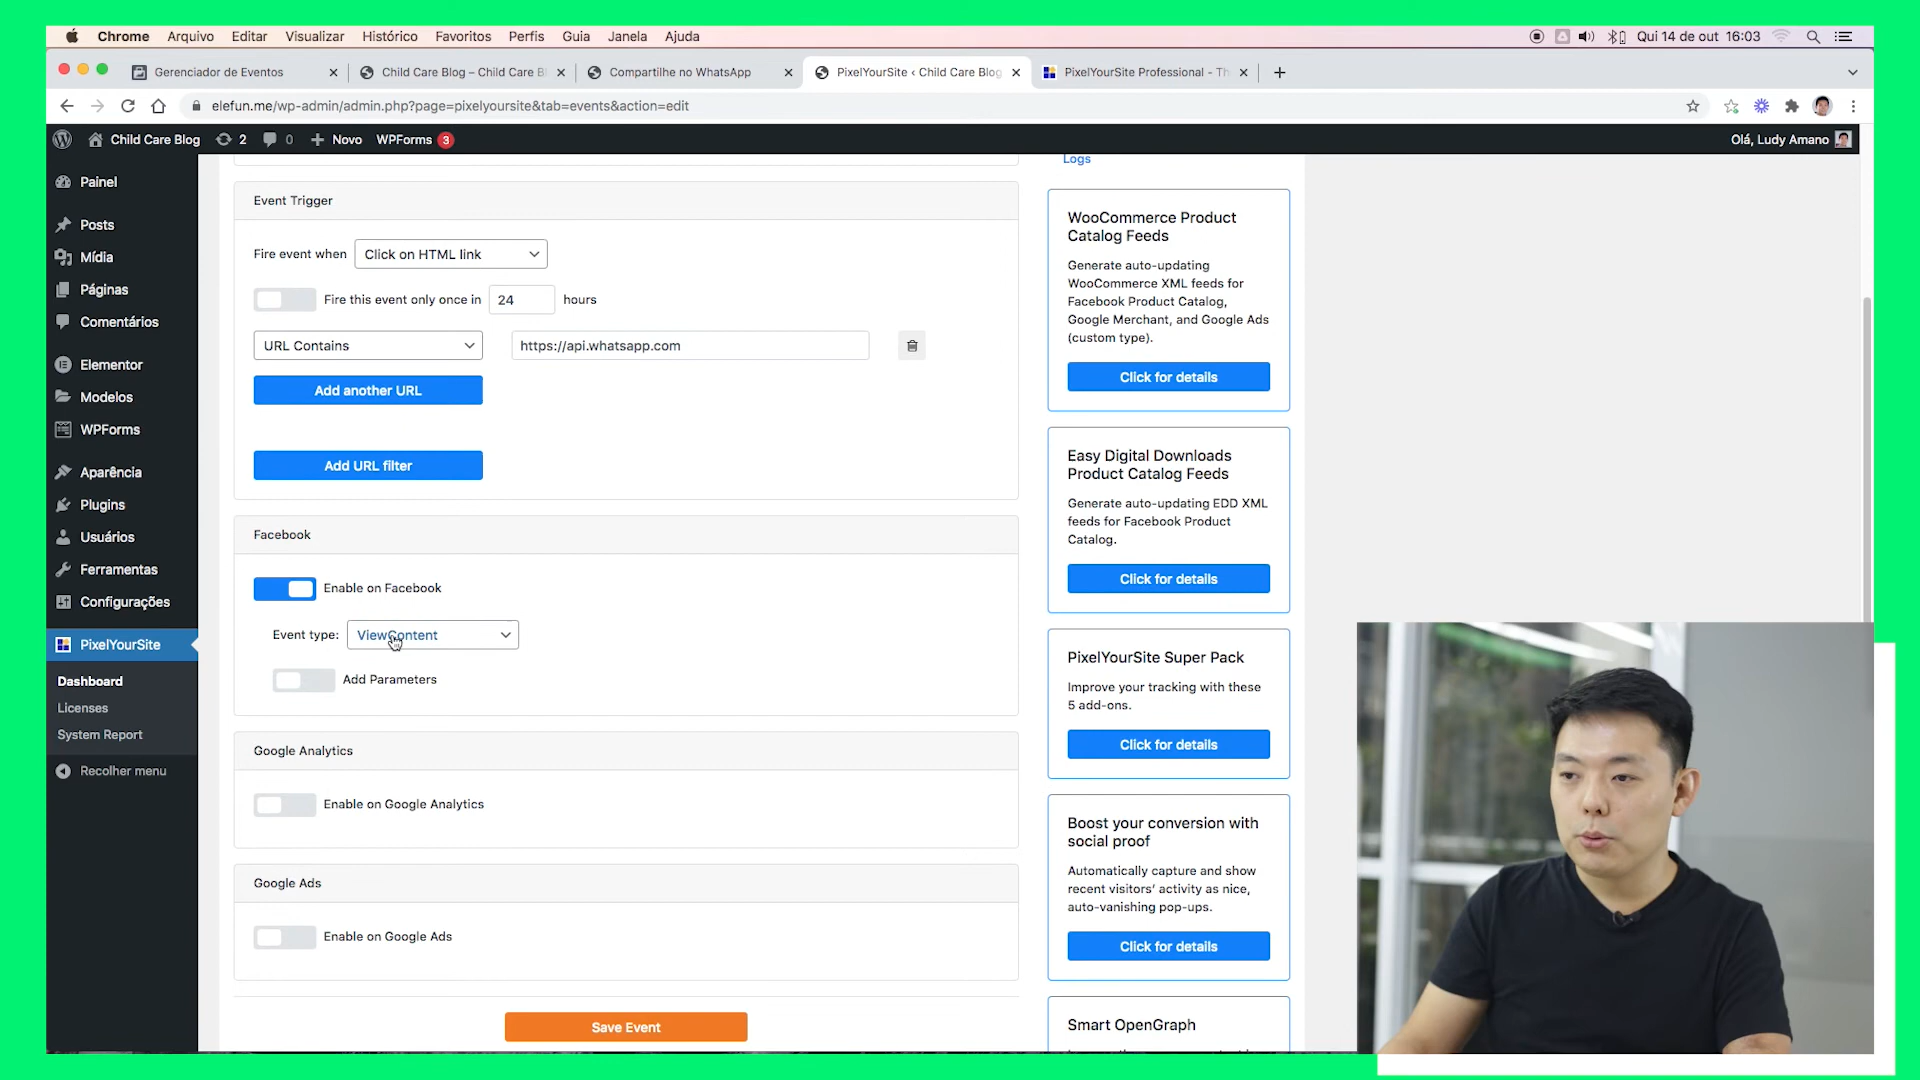 Chrome Arquivo Editar Visualizar Histórico Favoritos Perfis Guia Janela Ajuda Qui 14 de out 16:03
Gerenciador de Eventos Child Care Blog – Child Care B Compartilhe no WhatsApp PixelYourSite ‹ Child Care Blog PixelYourSite Professional - Th
elefun.me/wp-admin/admin.php?page=pixelyoursite&tab=events&action=edit
Child Care Blog 2 0 Novo WPForms 3 Olá, Ludy Amano
Painel
Posts
Mídia
Páginas
Comentários
Elementor
Modelos
WPForms
Aparência
Plugins
Usuários
Ferramentas
Configurações
PixelYourSite
Dashboard
Licenses
System Report
Recolher menu
Event Trigger
Fire event when Click on HTML link
Fire this event only once in 24 hours
URL Contains https://api.whatsapp.com
Add another URL
Add URL filter
Facebook
Enable on Facebook
Event type: ViewContent
Add Parameters
Google Analytics
Enable on Google Analytics
Google Ads
Enable on Google Ads
Save Event
Logs
WooCommerce Product
Catalog Feeds
Generate auto-updating
WooCommerce XML feeds for
Facebook Product Catalog,
Google Merchant, and Google Ads
(custom type).
Click for details
Easy Digital Downloads
Product Catalog Feeds
Generate auto-updating EDD XML
feeds for Facebook Product
Catalog.
Click for details
PixelYourSite Super Pack
Improve your tracking with these
5 add-ons.
Click for details
Boost your conversion with
social proof
Automatically capture and show
recent visitors' activity as nice,
auto-vanishing pop-ups.
Click for details
Smart OpenGraph